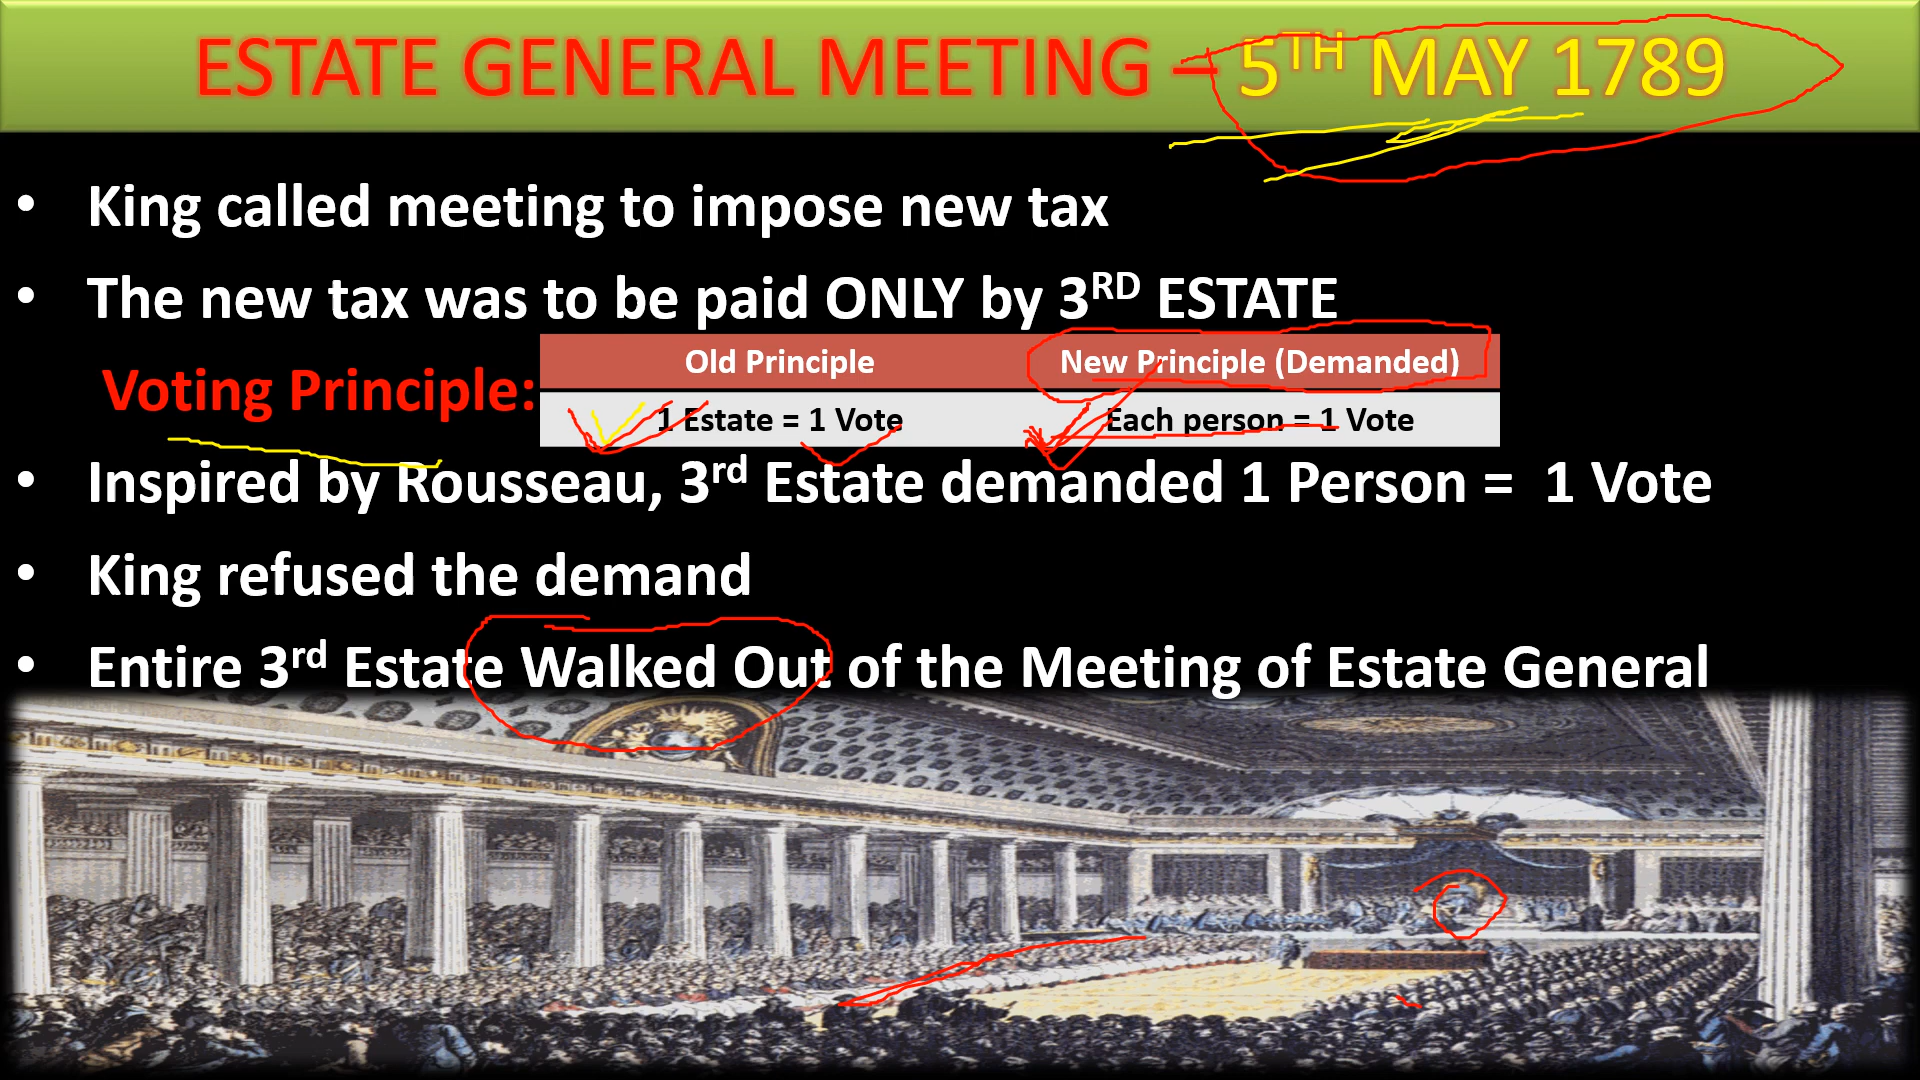 ESTATE GENERAL MEETING – 5TH MAY 1789
• King called meeting to impose new tax
• The new tax was to be paid ONLY by 3RD ESTATE
Voting Principle:
Old Principle New Principle (Demanded)
1 Estate = 1 Vote Each person = 1 Vote
• Inspired by Rousseau, 3rd Estate demanded 1 Person = 1 Vote
• King refused the demand
• Entire 3rd Estate Walked Out of the Meeting of Estate General